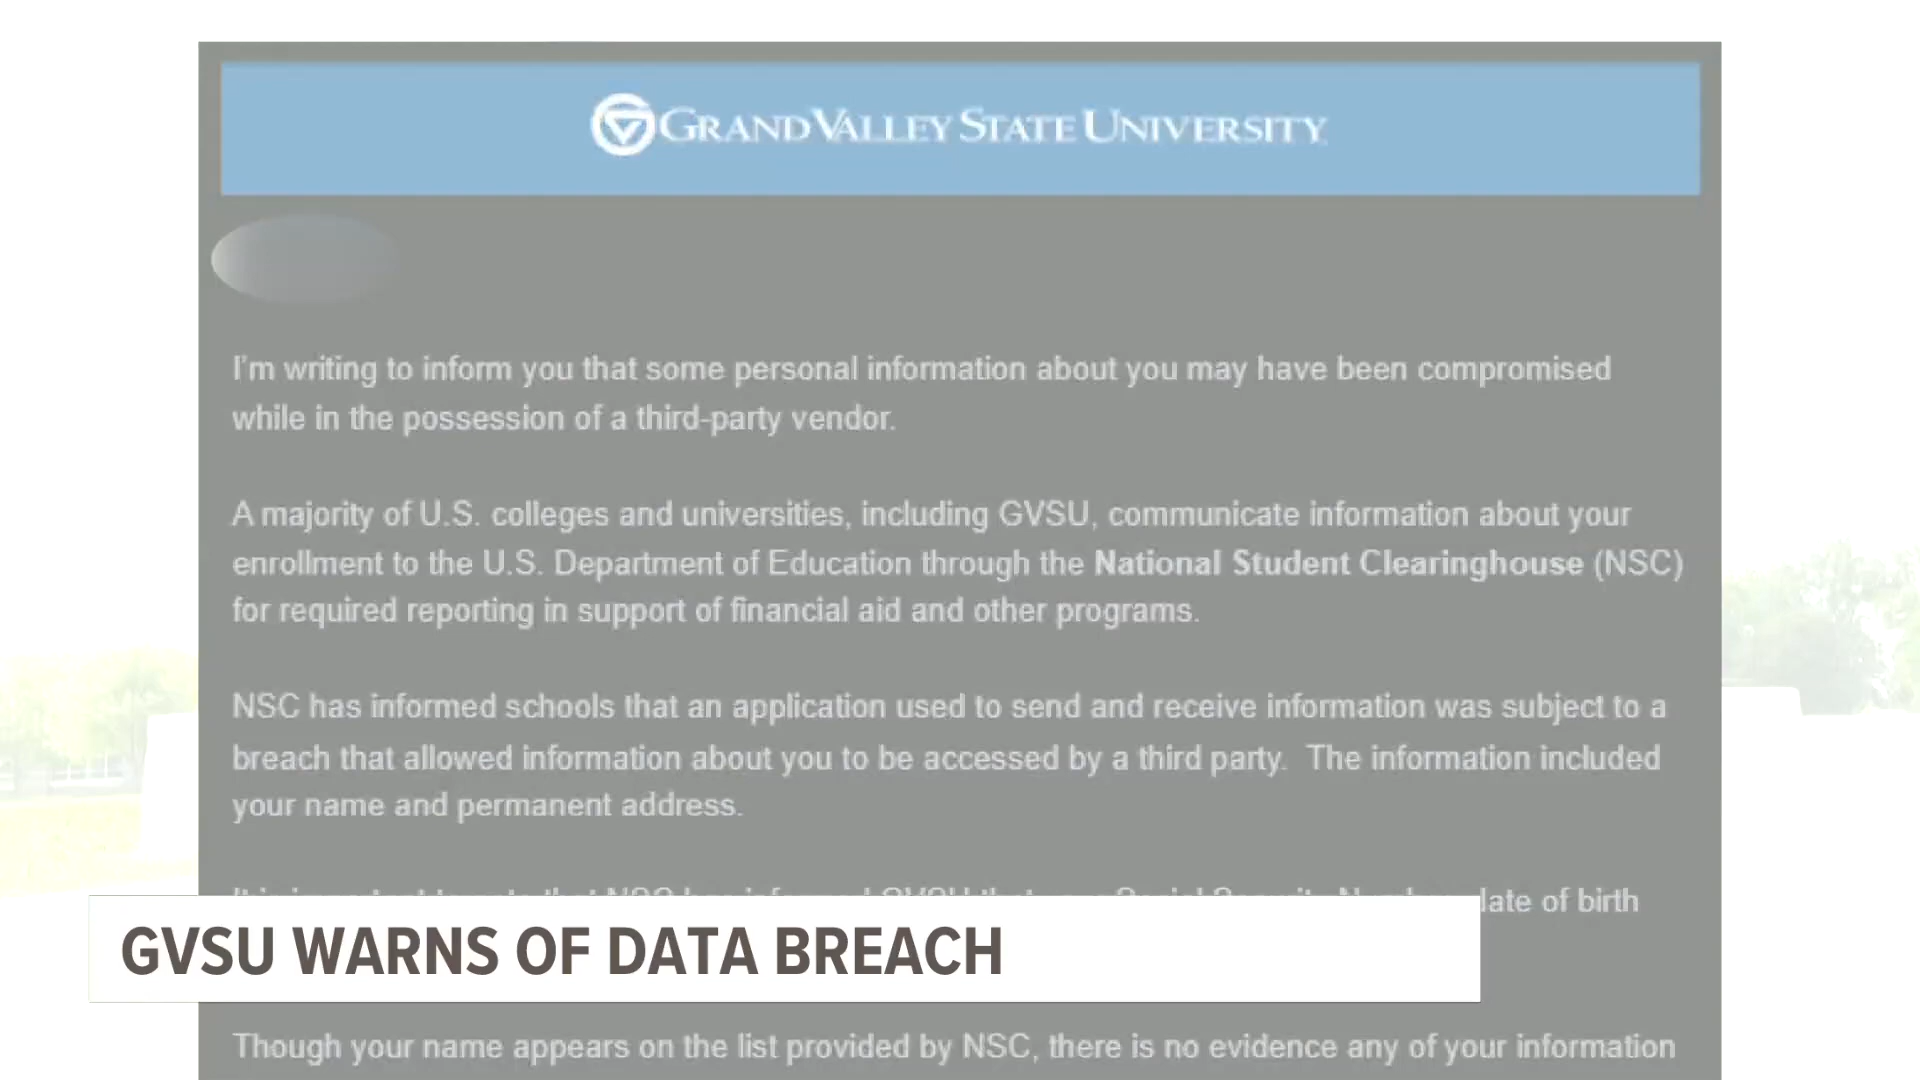 GRAND VALLEY STATE UNIVERSITY
I'm writing to inform you that some personal information about you may have been compromised
while in the possession of a third-party vendor.
A majority of U.S. colleges and universities, including GVSU, communicate information about your
enrollment to the U.S. Department of Education through the National Student Clearinghouse (NSC)
for required reporting in support of financial aid and other programs.
NSC has informed schools that an application used to send and receive information was subject to a
breach that allowed information about you to be accessed by a third party. The information included
your name and permanent address.
of birth
GVSU WARNS OF DATA BREACH
Though your name appears on the list provided by NSC, there is no evidence any of your information